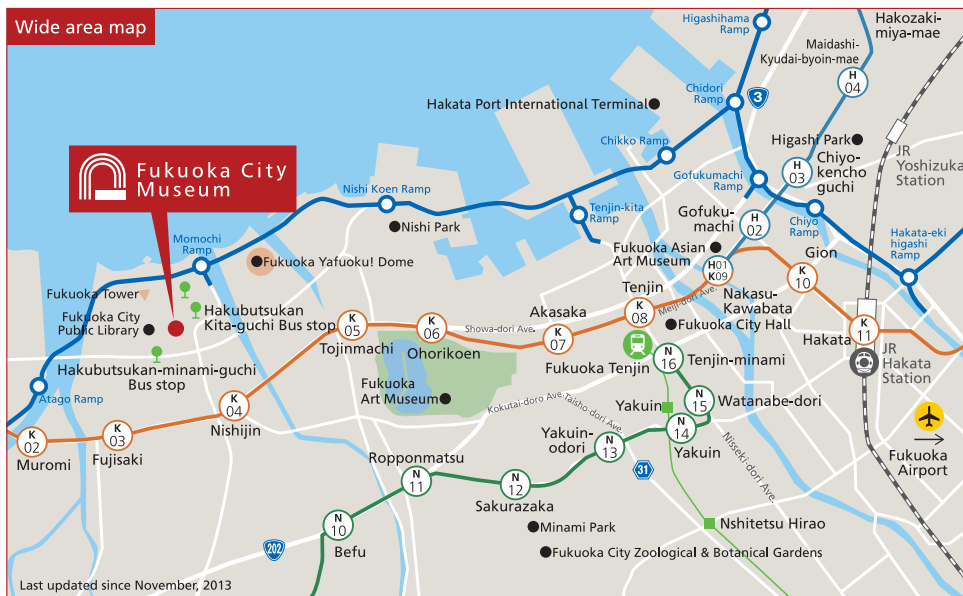 Wide area map
Higashihama
Ramp
Hakozaki-
miya-mae
Maidashi-
Kyudai-byoin-mae
H
04
Chidori
Ramp
3
Hakata Port International Terminal
Higashi Park
Chikko Ramp
JR
Yoshizuka
Station
H
03
Chiyo-
kencho
guchi
Fukuoka City
Museum
Gofukumachi
Ramp
Nishi Koen Ramp
Tenjin-kita
Ramp
Gofuku-
machi
H
02
Chiyo
Ramp
Hakata-eki
higashi
Ramp
Nishi Park
Momochi
Ramp
Fukuoka Asian
Art Museum
Gion
Fukuoka Yafuoku! Dome
H01
K09
K
10
Fukuoka Tower
Hakubutsukan
Kita-guchi Bus stop
Tenjin
Meiji-dori Ave.
Nakasu-
Kawabata
Fukuoka City
Public Library
K
05
K
06
Akasaka
K
08
Showa-dori Ave.
Fukuoka City Hall
K
11
Hakata
Tojinmachi
Ohorikoen
K
07
JR
Hakata
Station
Hakubutsukan-minami-guchi
Bus stop
Fukuoka Tenjin
N
16
Tenjin-minami
Atago Ramp
Fukuoka
Art Museum
Kokutai-doro Ave.
Taisho-dori Ave.
Yakuin
N
15
Watanabe-dori
K
04
Nishijin
K
02
Muromi
K
03
Fujisaki
Yakuin-
odori
N
13
N
14
Yakuin
Nisseki-dori Ave.
Fukuoka
Airport
Ropponmatsu
N
11
31
N
12
Sakurazaka
N
10
Befu
Minami Park
Nshitetsu Hirao
202
Fukuoka City Zoological & Botanical Gardens
Last updated since November, 2013